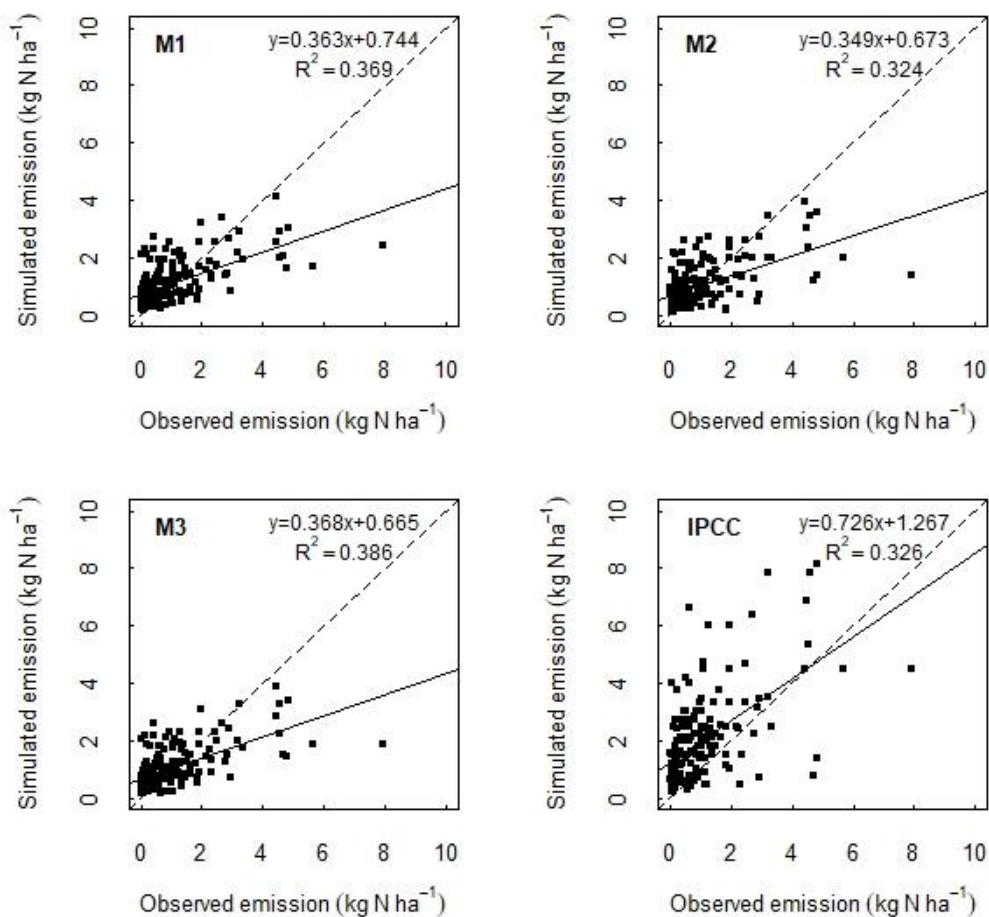 M1
y=0.363x+0.744
R² = 0.369
10
8
6
4
2
0
Simulated emission (kg N ha⁻¹)
0 2 4 6 8 10
Observed emission (kg N ha⁻¹)
M2
y=0.349x+0.673
R² = 0.324
10
8
6
4
2
0
Simulated emission (kg N ha⁻¹)
0 2 4 6 8 10
Observed emission (kg N ha⁻¹)
M3
y=0.368x+0.665
R² = 0.386
10
8
6
4
2
0
Simulated emission (kg N ha⁻¹)
0 2 4 6 8 10
Observed emission (kg N ha⁻¹)
IPCC
y=0.726x+1.267
R² = 0.326
10
8
6
4
2
0
Simulated emission (kg N ha⁻¹)
0 2 4 6 8 10
Observed emission (kg N ha⁻¹)